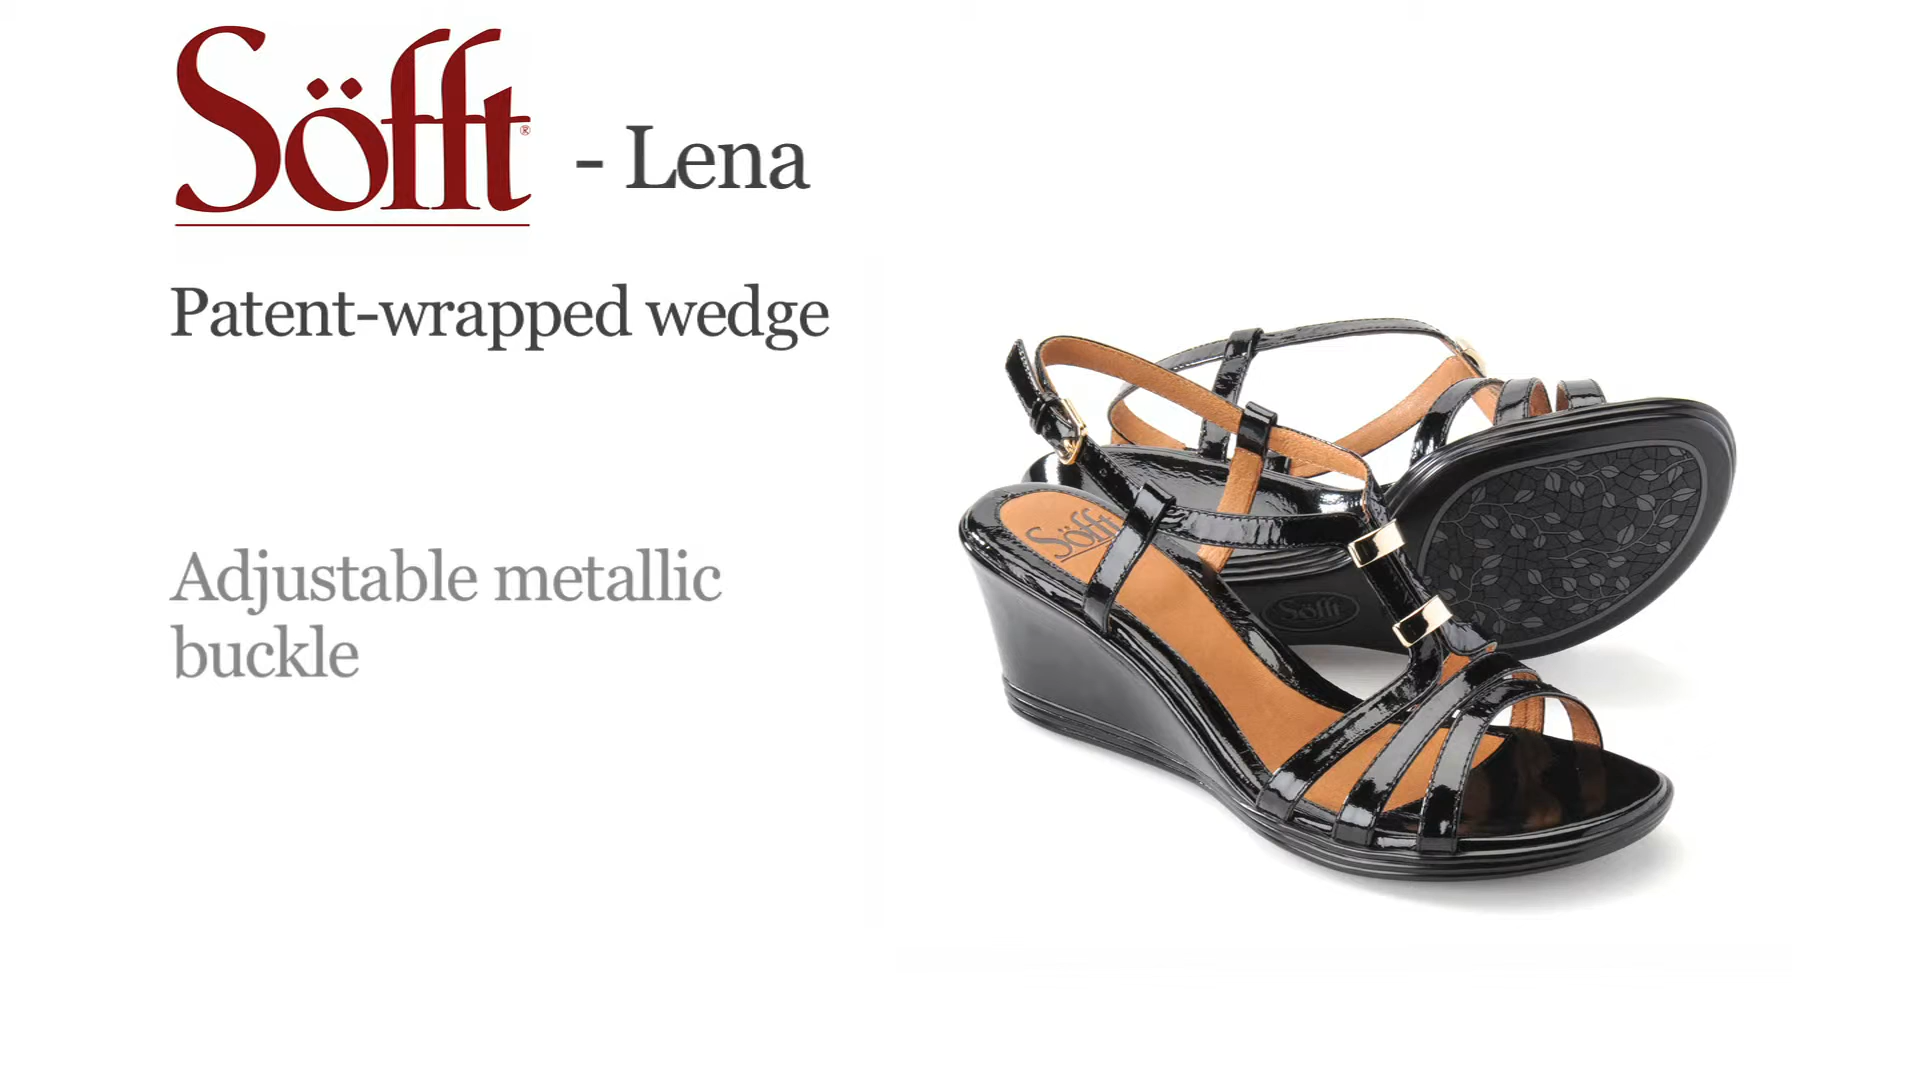 Söfft® - Lena
Patent-wrapped wedge
Adjustable metallic
buckle
Söfft
Söfft